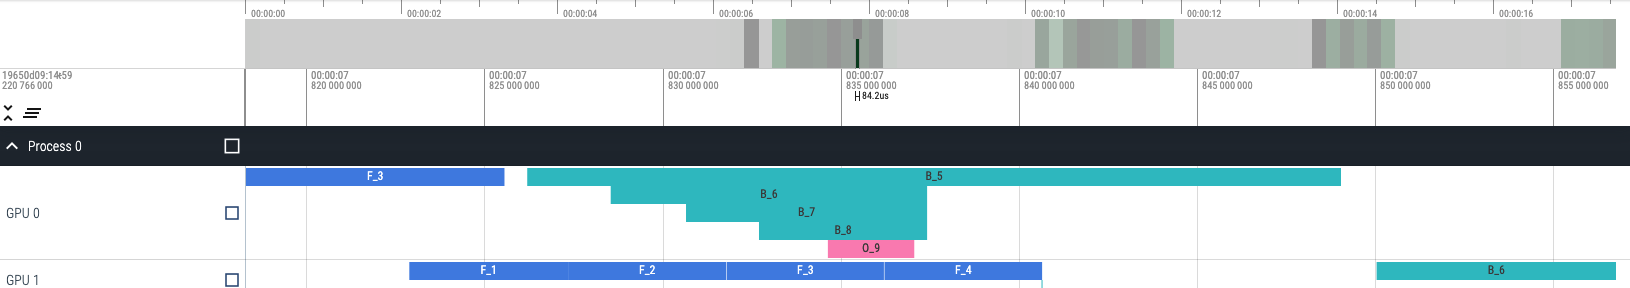 00:00:00 00:00:02 00:00:04 00:00:06 00:00:08 00:00:10 00:00:12 00:00:14 00:00:16
00:00:07 00:00:07 00:00:07 00:00:07 00:00:07 00:00:07 00:00:07 00:00:07
220 766 000 820 000 000 825 000 000 830 000 000 835 000 000 840 000 000 845 000 000 850 000 000 855 000 000
84.2us
Process 0
F_3 B_5
B_6
GPU 0 B_7
B_8
O_9
GPU 1 F_1 F_2 F_3 F_4 B_6